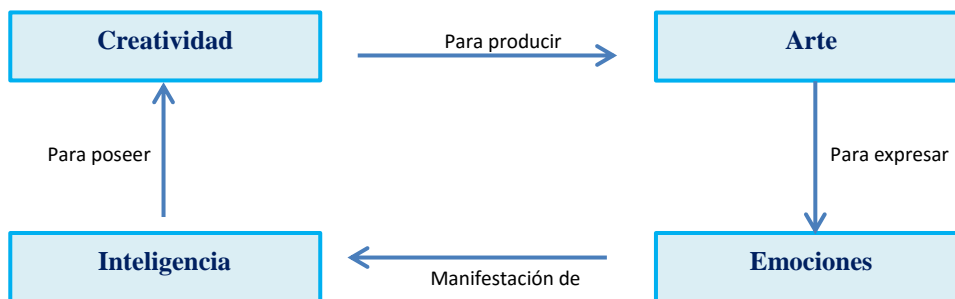 Creatividad
Para producir
Arte
Para poseer
Para expresar
Inteligencia
Manifestación de
Emociones